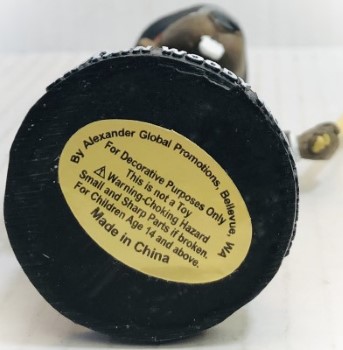 WOOD
By Alexander Global Promotions, Bellevue, WA
For Decorative Purposes Only
This is not a Toy
⚠ Warning-Choking Hazard
Small and Sharp Parts if broken.
For Children Age 14 and above.
Made in China